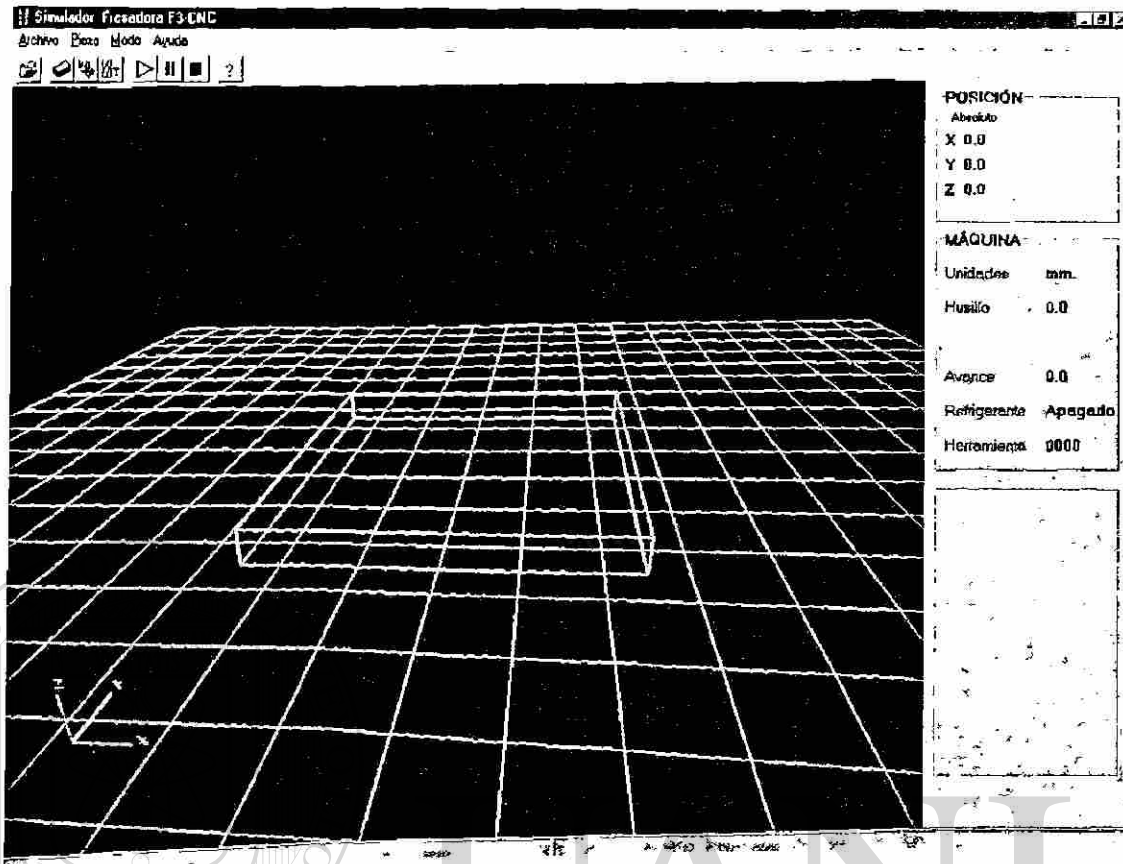 Simulador Fresadora F3-CNC
Archivo Pieza Modo Ayuda
?
POSICIÓN
Absoluto
X 0.0
Y 0.0
Z 0.0
MÁQUINA
Unidades mm.
Husillo 0.0
Avance 0.0
Refrigerante Apagado
Herramienta 0000
Z Y
X